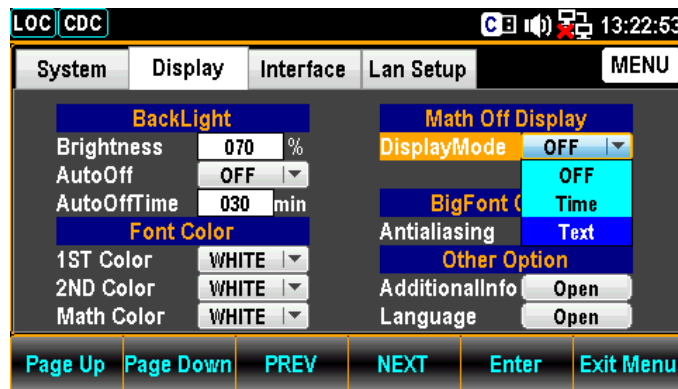 LOC CDC C 13:22:53
System Display Interface Lan Setup MENU
BackLight
Brightness 070 %
AutoOff OFF
AutoOffTime 030 min
Font Color
1ST Color WHITE
2ND Color WHITE
Math Color WHITE
Math Off Display
DisplayMode OFF
OFF
Time
Text
BigFont
Antialiasing
Other Option
AdditionalInfo Open
Language Open
Page Up Page Down PREV NEXT Enter Exit Menu